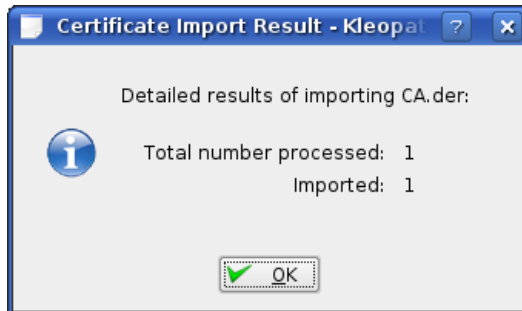 Certificate Import Result - Kleopat
Detailed results of importing CA.der:
Total number processed: 1
Imported: 1
OK